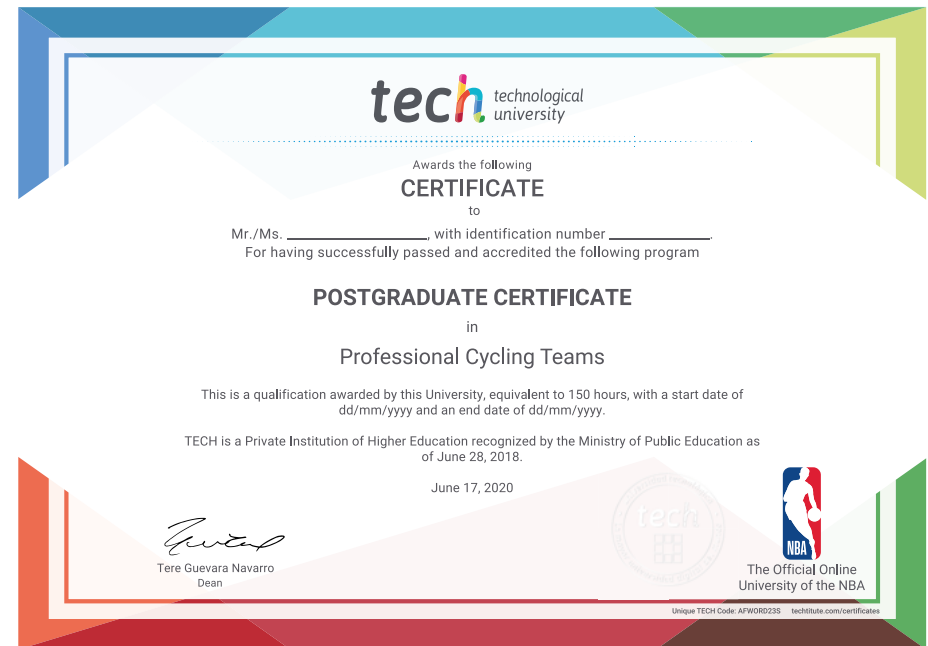 tech technological
university
Awards the following
CERTIFICATE
to
Mr./Ms. ____________________, with identification number ______________.
For having successfully passed and accredited the following program
POSTGRADUATE CERTIFICATE
in
Professional Cycling Teams
This is a qualification awarded by this University, equivalent to 150 hours, with a start date of
dd/mm/yyyy and an end date of dd/mm/yyyy.
TECH is a Private Institution of Higher Education recognized by the Ministry of Public Education as
of June 28, 2018.
June 17, 2020
tech
NBA
Tere Guevara Navarro
Dean
The Official Online
University of the NBA
Unique TECH Code: AFWORD23S techtitute.com/certificates